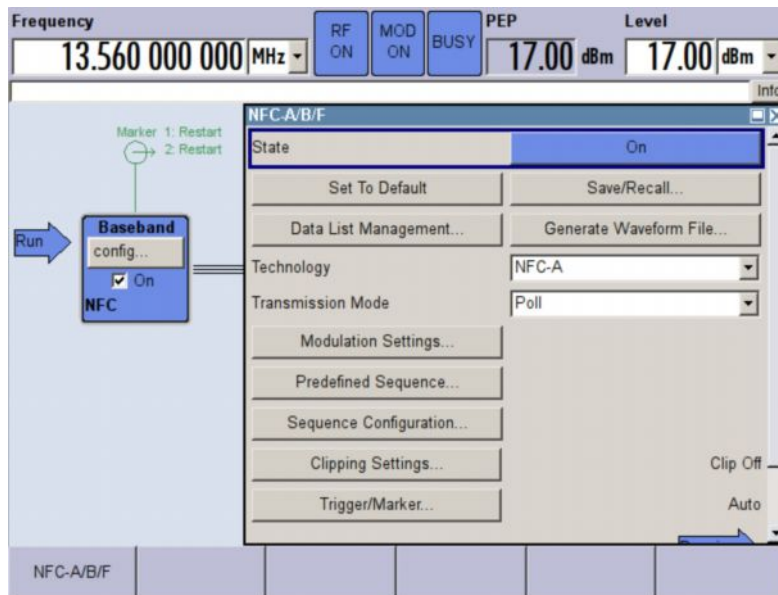 Frequency
RF ON
MOD ON
BUSY
PEP
Level
13.560 000 000 MHz
17.00 dBm
17.00 dBm
Info
Marker 1: Restart
2: Restart
Run
Baseband
config...
On
NFC
NFC-A/B/F
State On
Set To Default Save/Recall...
Data List Management... Generate Waveform File...
Technology NFC-A
Transmission Mode Poll
Modulation Settings...
Predefined Sequence...
Sequence Configuration...
Clipping Settings... Clip Off
Trigger/Marker... Auto
NFC-A/B/F